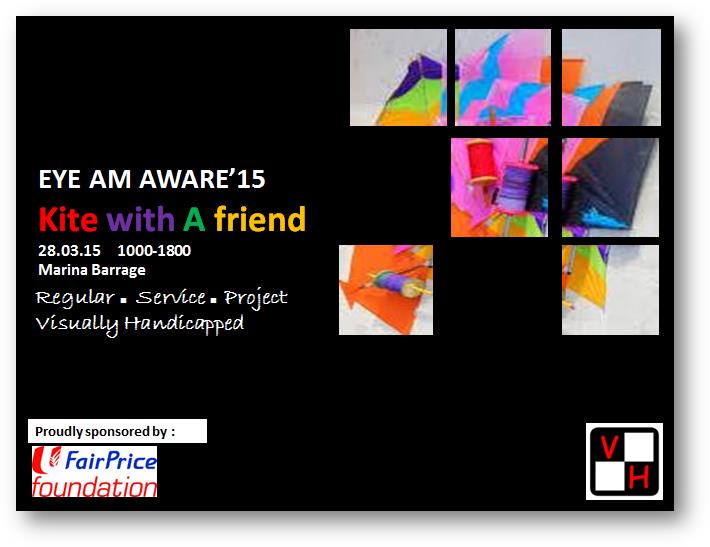 EYE AM AWARE’15
Kite with A friend
28.03.15 1000-1800
Marina Barrage
Regular . Service . Project
Visually Handicapped
Proudly sponsored by :
FairPrice
foundation
V
H